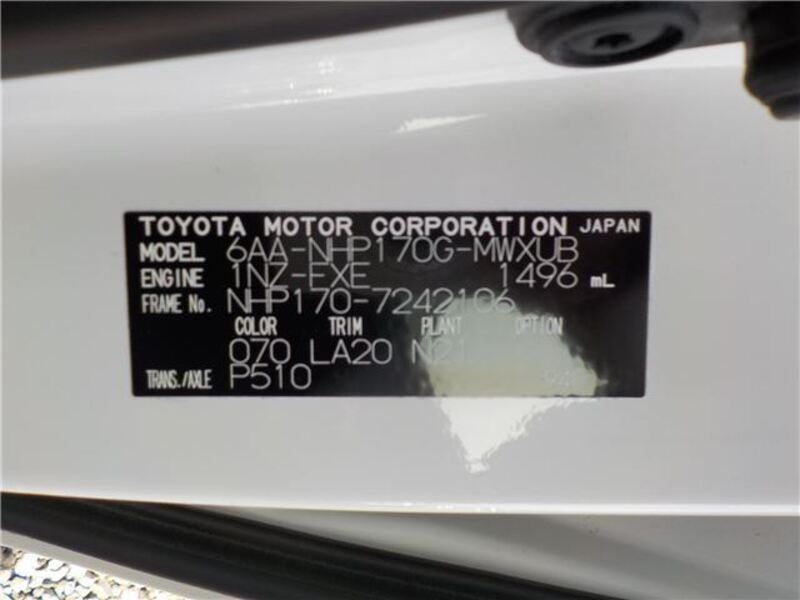 TOYOTA MOTOR CORPORATION JAPAN
MODEL 6AA-NHP170G-MWXUB
ENGINE 1NZ-FXE 1496 mL
FRAME No. NHP170-7242106
COLOR TRIM PLANT OPTION
070 LA20 N21
TRANS./AXLE P510